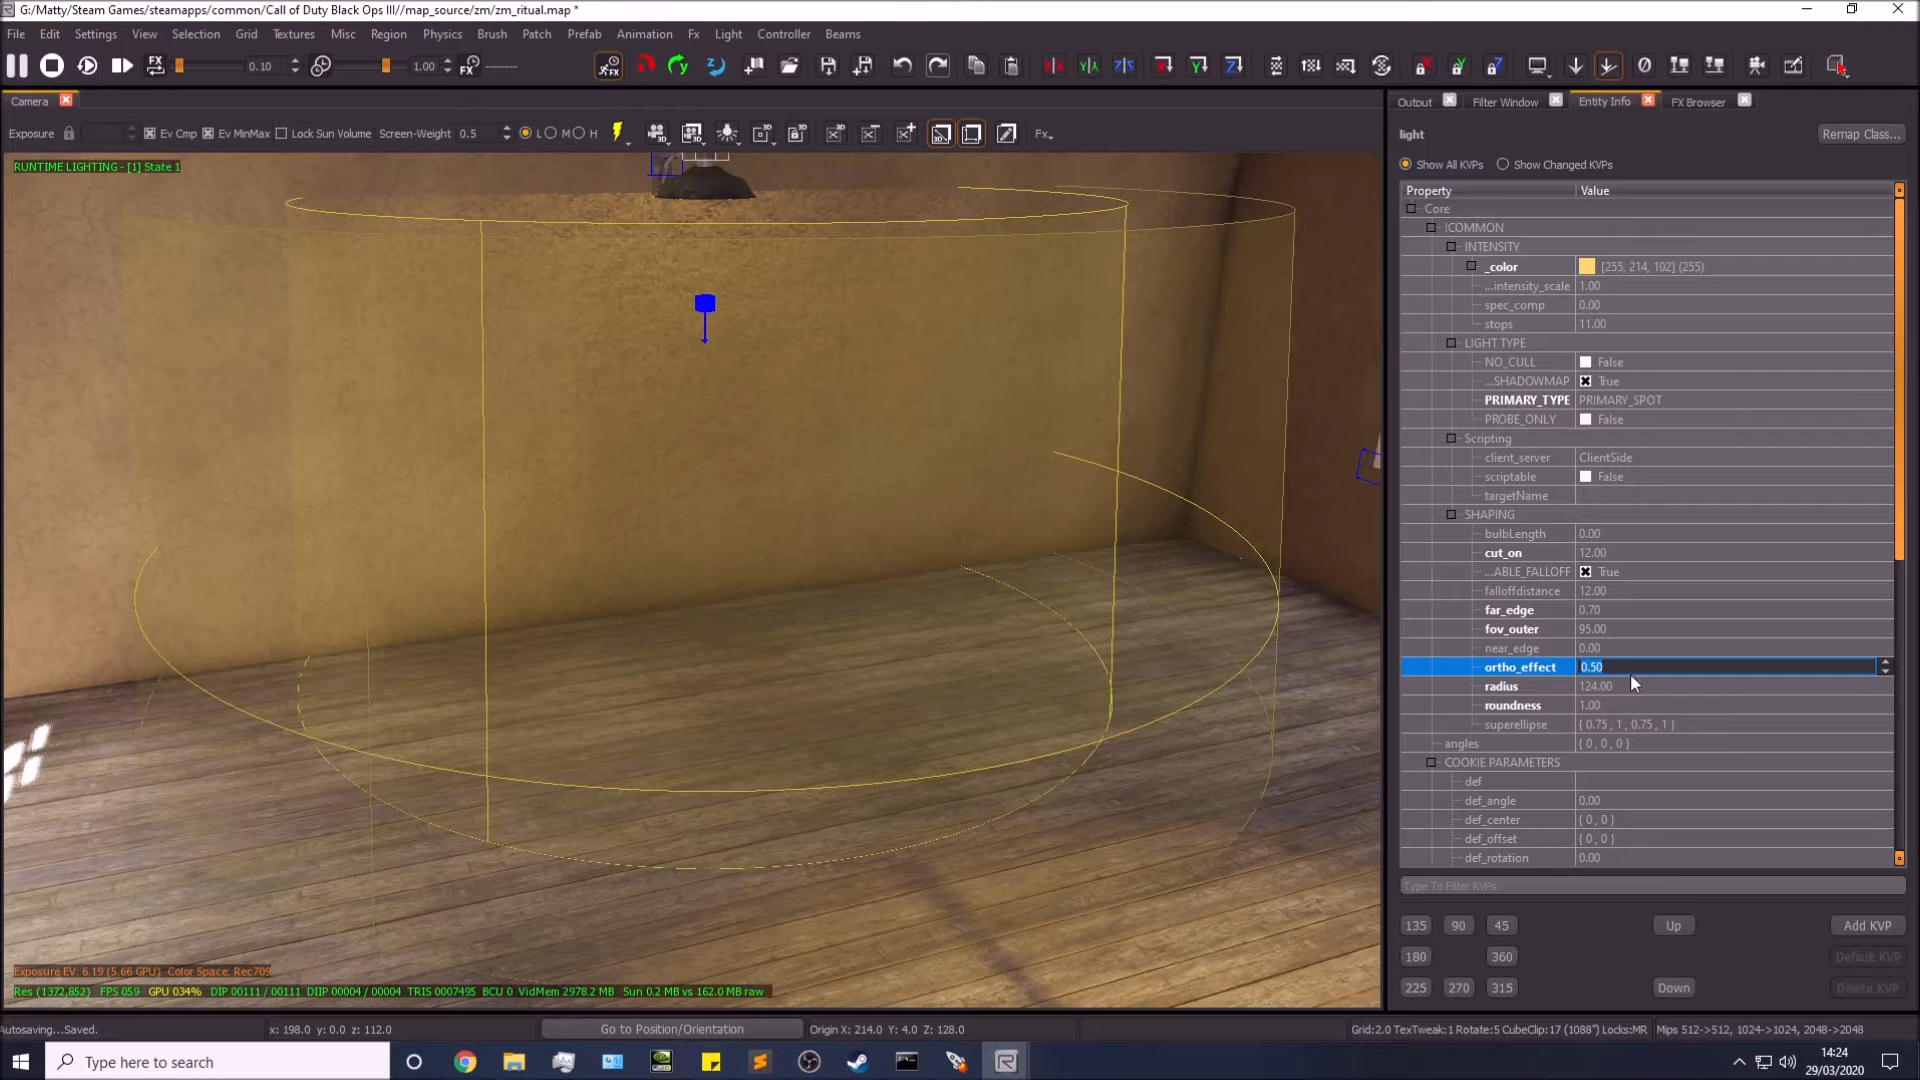 G:/Matty/Steam Games/steamapps/common/Call of Duty Black Ops III//map_source/zm/zm_ritual.map *
File Edit Settings View Selection Grid Textures Misc Region Physics Brush Patch Prefab Animation Fx Light Controller Beams
FX 0.10 1.00 FX
Camera
Output Filter Window Entity Info FX Browser
Exposure Ev Cmp Ev MinMax Lock Sun Volume Screen-Weight 0.5 L M H Fx
light Remap Class...
Show All KVPs Show Changed KVPs
RUNTIME LIGHTING - [1] State 1
Property Value
Core
!COMMON
INTENSITY
_color [255, 214, 102] (255)
...intensity_scale 1.00
spec_comp 0.00
stops 11.00
LIGHT TYPE
NO_CULL False
...SHADOWMAP True
PRIMARY_TYPE PRIMARY_SPOT
PROBE_ONLY False
Scripting
client_server ClientSide
scriptable False
targetName
SHAPING
bulbLength 0.00
cut_on 12.00
...ABLE_FALLOFF True
falloffdistance 12.00
far_edge 0.70
fov_outer 95.00
near_edge 0.00
ortho_effect 0.50
radius 124.00
roundness 1.00
superellipse { 0.75 , 1 , 0.75 , 1 }
angles { 0 , 0 , 0 }
COOKIE PARAMETERS
def
def_angle 0.00
def_center { 0 , 0 }
def_offset { 0 , 0 }
def_rotation 0.00
Type To Filter KVPs
135 90 45 Up Add KVP
180 360 Default KVP
225 270 315 Down Delete KVP
Exposure EV: 6.19 (5.66 GPU) Color Space: Rec709
Res (1372,852) FPS 059 GPU 034% DIP 00111 / 00111 DIIP 00004 / 00004 TRIS 0007495 BCU 0 VidMem 2978.2 MB Sun 0.2 MB vs 162.0 MB raw
Autosaving...Saved. x: 198.0 y: 0.0 z: 112.0 Go to Position/Orientation Origin X: 214.0 Y: 4.0 Z: 128.0 Grid:2.0 TexTweak:1 Rotate:5 CubeClip:17 (1088") Locks:MR Mips 512->512, 1024->1024, 2048->2048
Type here to search
14:24
29/03/2020